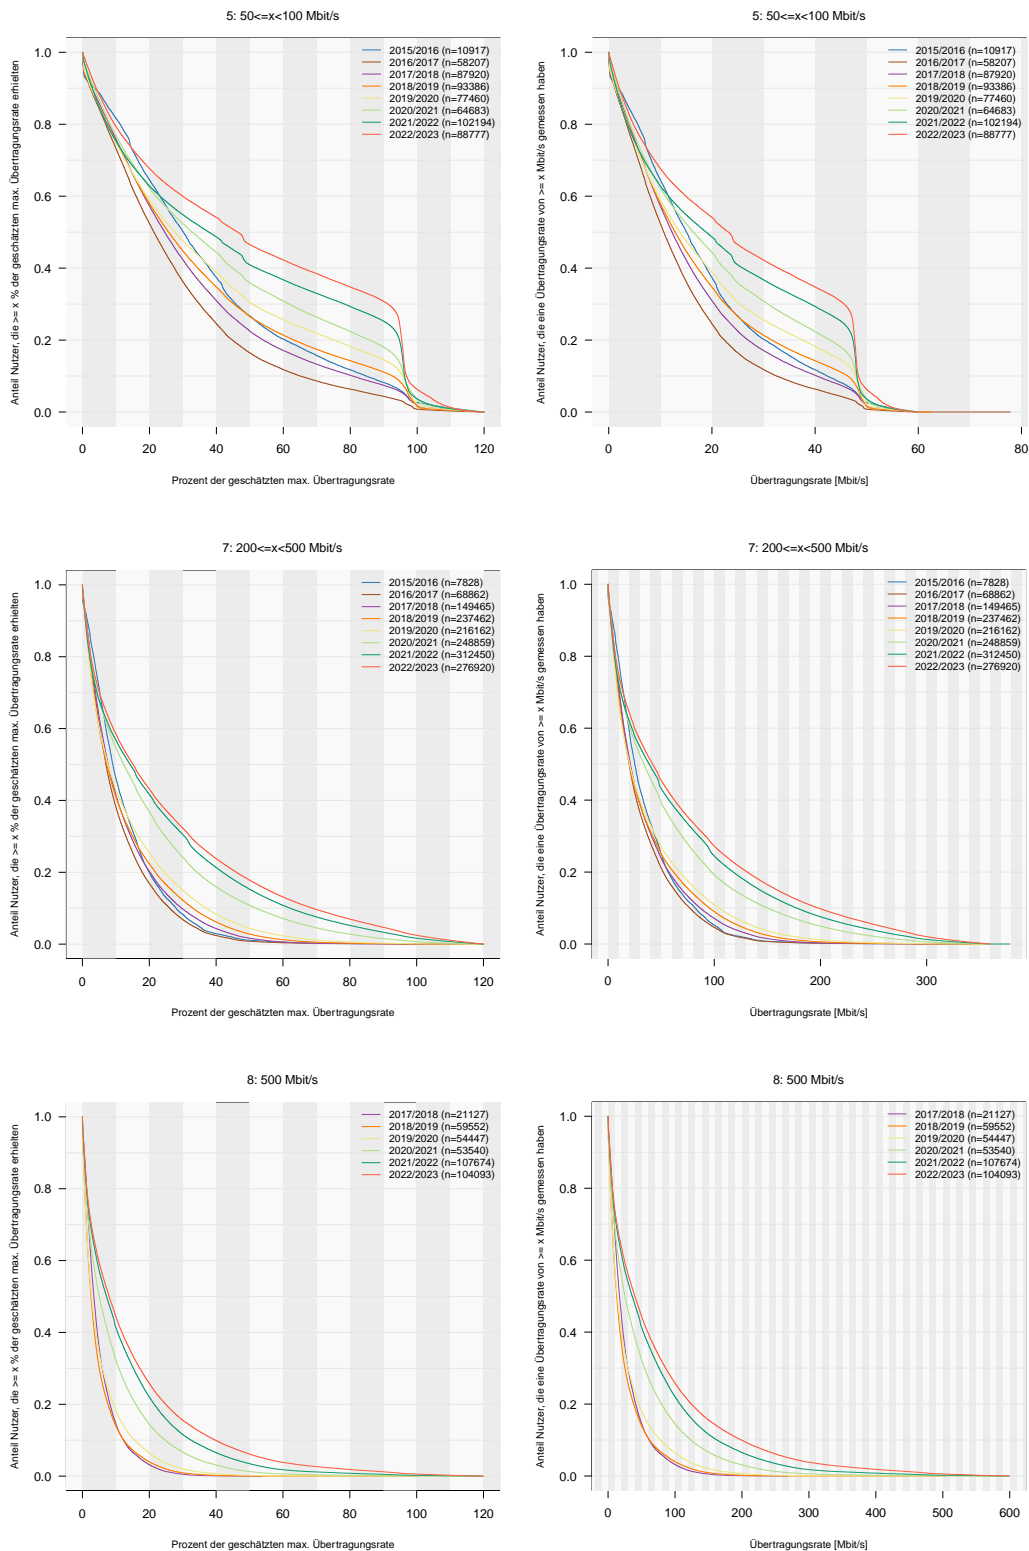 5: 50<=x<100 Mbit/s
Anteil Nutzer, die >= x % der geschätzten max. Übertragungsrate erhielten
1.0
0.8
0.6
0.4
0.2
0.0
2015/2016 (n=10917)
2016/2017 (n=58207)
2017/2018 (n=87920)
2018/2019 (n=93386)
2019/2020 (n=77460)
2020/2021 (n=64683)
2021/2022 (n=102194)
2022/2023 (n=88777)
0 20 40 60 80 100 120
Prozent der geschätzten max. Übertragungsrate
5: 50<=x<100 Mbit/s
Anteil Nutzer, die eine Übertragungsrate von >= x Mbit/s gemessen haben
1.0
0.8
0.6
0.4
0.2
0.0
2015/2016 (n=10917)
2016/2017 (n=58207)
2017/2018 (n=87920)
2018/2019 (n=93386)
2019/2020 (n=77460)
2020/2021 (n=64683)
2021/2022 (n=102194)
2022/2023 (n=88777)
0 20 40 60 80
Übertragungsrate [Mbit/s]
7: 200<=x<500 Mbit/s
Anteil Nutzer, die >= x % der geschätzten max. Übertragungsrate erhielten
1.0
0.8
0.6
0.4
0.2
0.0
2015/2016 (n=7828)
2016/2017 (n=68862)
2017/2018 (n=149465)
2018/2019 (n=237462)
2019/2020 (n=216162)
2020/2021 (n=248859)
2021/2022 (n=312450)
2022/2023 (n=276920)
0 20 40 60 80 100 120
Prozent der geschätzten max. Übertragungsrate
7: 200<=x<500 Mbit/s
Anteil Nutzer, die eine Übertragungsrate von >= x Mbit/s gemessen haben
1.0
0.8
0.6
0.4
0.2
0.0
2015/2016 (n=7828)
2016/2017 (n=68862)
2017/2018 (n=149465)
2018/2019 (n=237462)
2019/2020 (n=216162)
2020/2021 (n=248859)
2021/2022 (n=312450)
2022/2023 (n=276920)
0 100 200 300
Übertragungsrate [Mbit/s]
8: 500 Mbit/s
Anteil Nutzer, die >= x % der geschätzten max. Übertragungsrate erhielten
1.0
0.8
0.6
0.4
0.2
0.0
2017/2018 (n=21127)
2018/2019 (n=59552)
2019/2020 (n=54447)
2020/2021 (n=53540)
2021/2022 (n=107674)
2022/2023 (n=104093)
0 20 40 60 80 100 120
Prozent der geschätzten max. Übertragungsrate
8: 500 Mbit/s
Anteil Nutzer, die eine Übertragungsrate von >= x Mbit/s gemessen haben
1.0
0.8
0.6
0.4
0.2
0.0
2017/2018 (n=21127)
2018/2019 (n=59552)
2019/2020 (n=54447)
2020/2021 (n=53540)
2021/2022 (n=107674)
2022/2023 (n=104093)
0 100 200 300 400 500 600
Übertragungsrate [Mbit/s]